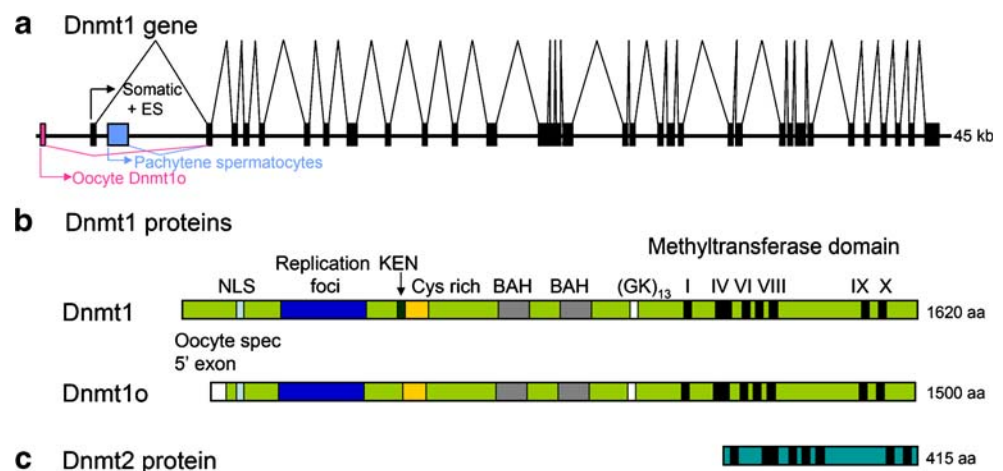 a Dnmt1 gene
Somatic
+ ES
45 kb
Pachytene spermatocytes
Oocyte Dnmt1o
b Dnmt1 proteins
Methyltransferase domain
Replication
foci
KEN
NLS
Cys rich BAH BAH (GK)13 I IV VI VIII IX X
Dnmt1 1620 aa
Oocyte spec
5' exon
Dnmt1o 1500 aa
c Dnmt2 protein 415 aa